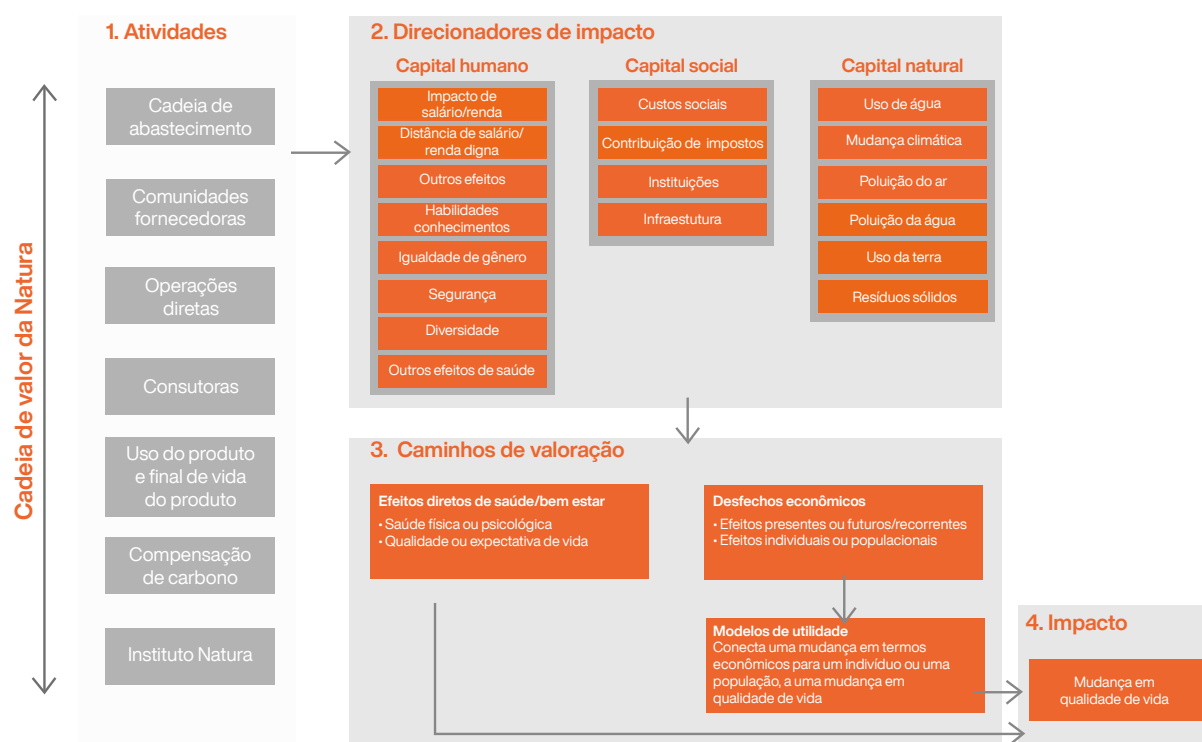 Cadeia de valor da Natura
1. Atividades
Cadeia de
abastecimento
Comunidades
fornecedoras
Operações
diretas
Consutoras
Uso do produto
e final de vida
do produto
Compensação
de carbono
Instituto Natura
2. Direcionadores de impacto
Capital humano
Impacto de
salário/renda
Distância de salário/
renda digna
Outros efeitos
Habilidades
conhecimentos
Igualdade de gênero
Segurança
Diversidade
Outros efeitos de saúde
Capital social
Custos sociais
Contribuição de impostos
Instituições
Infraestutura
Capital natural
Uso de água
Mudança climática
Poluição do ar
Poluição da água
Uso da terra
Resíduos sólidos
3. Caminhos de valoração
Efeitos diretos de saúde/bem estar
• Saúde física ou psicológica
• Qualidade ou expectativa de vida
Desfechos econômicos
• Efeitos presentes ou futuros/recorrentes
• Efeitos individuais ou populacionais
Modelos de utilidade
Conecta uma mudança em termos
econômicos para um indivíduo ou uma
população, a uma mudança em
qualidade de vida
4. Impacto
Mudança em
qualidade de vida